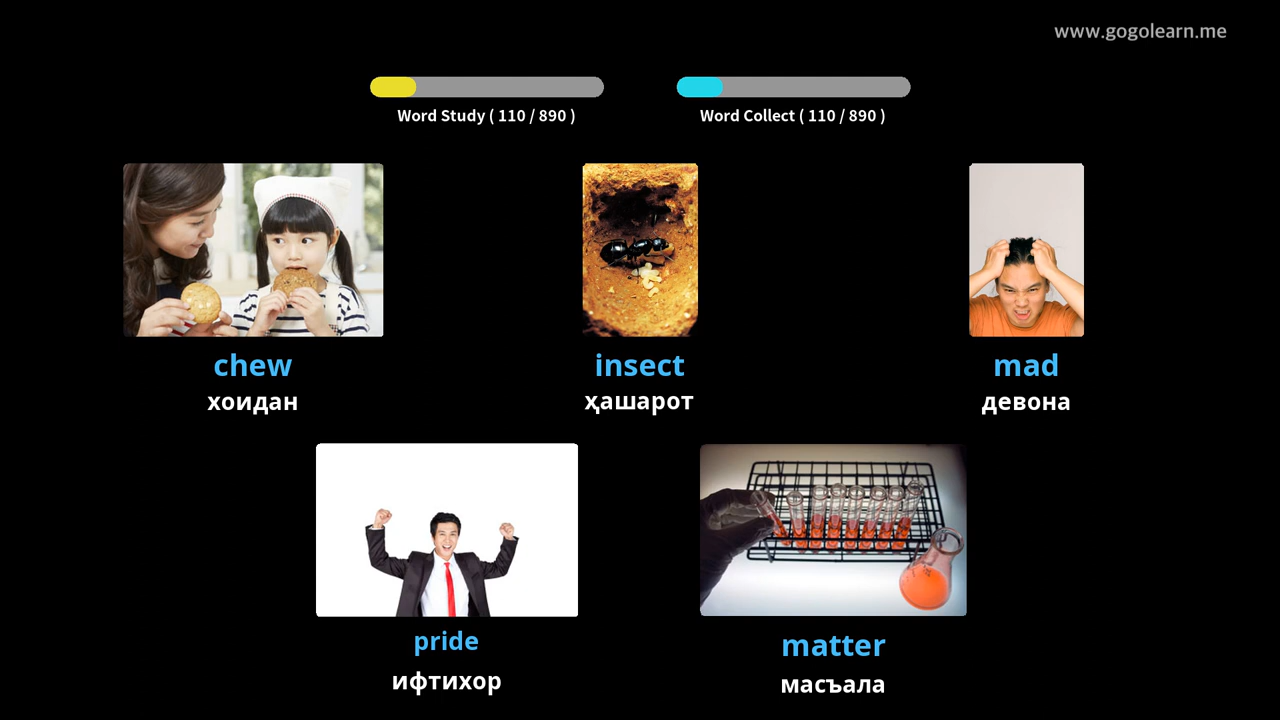 www.gogolearn.me
Word Study ( 110 / 890 )
Word Collect ( 110 / 890 )
chew
хоидан
insect
ҳашарот
mad
девона
pride
ифтихор
matter
масъала